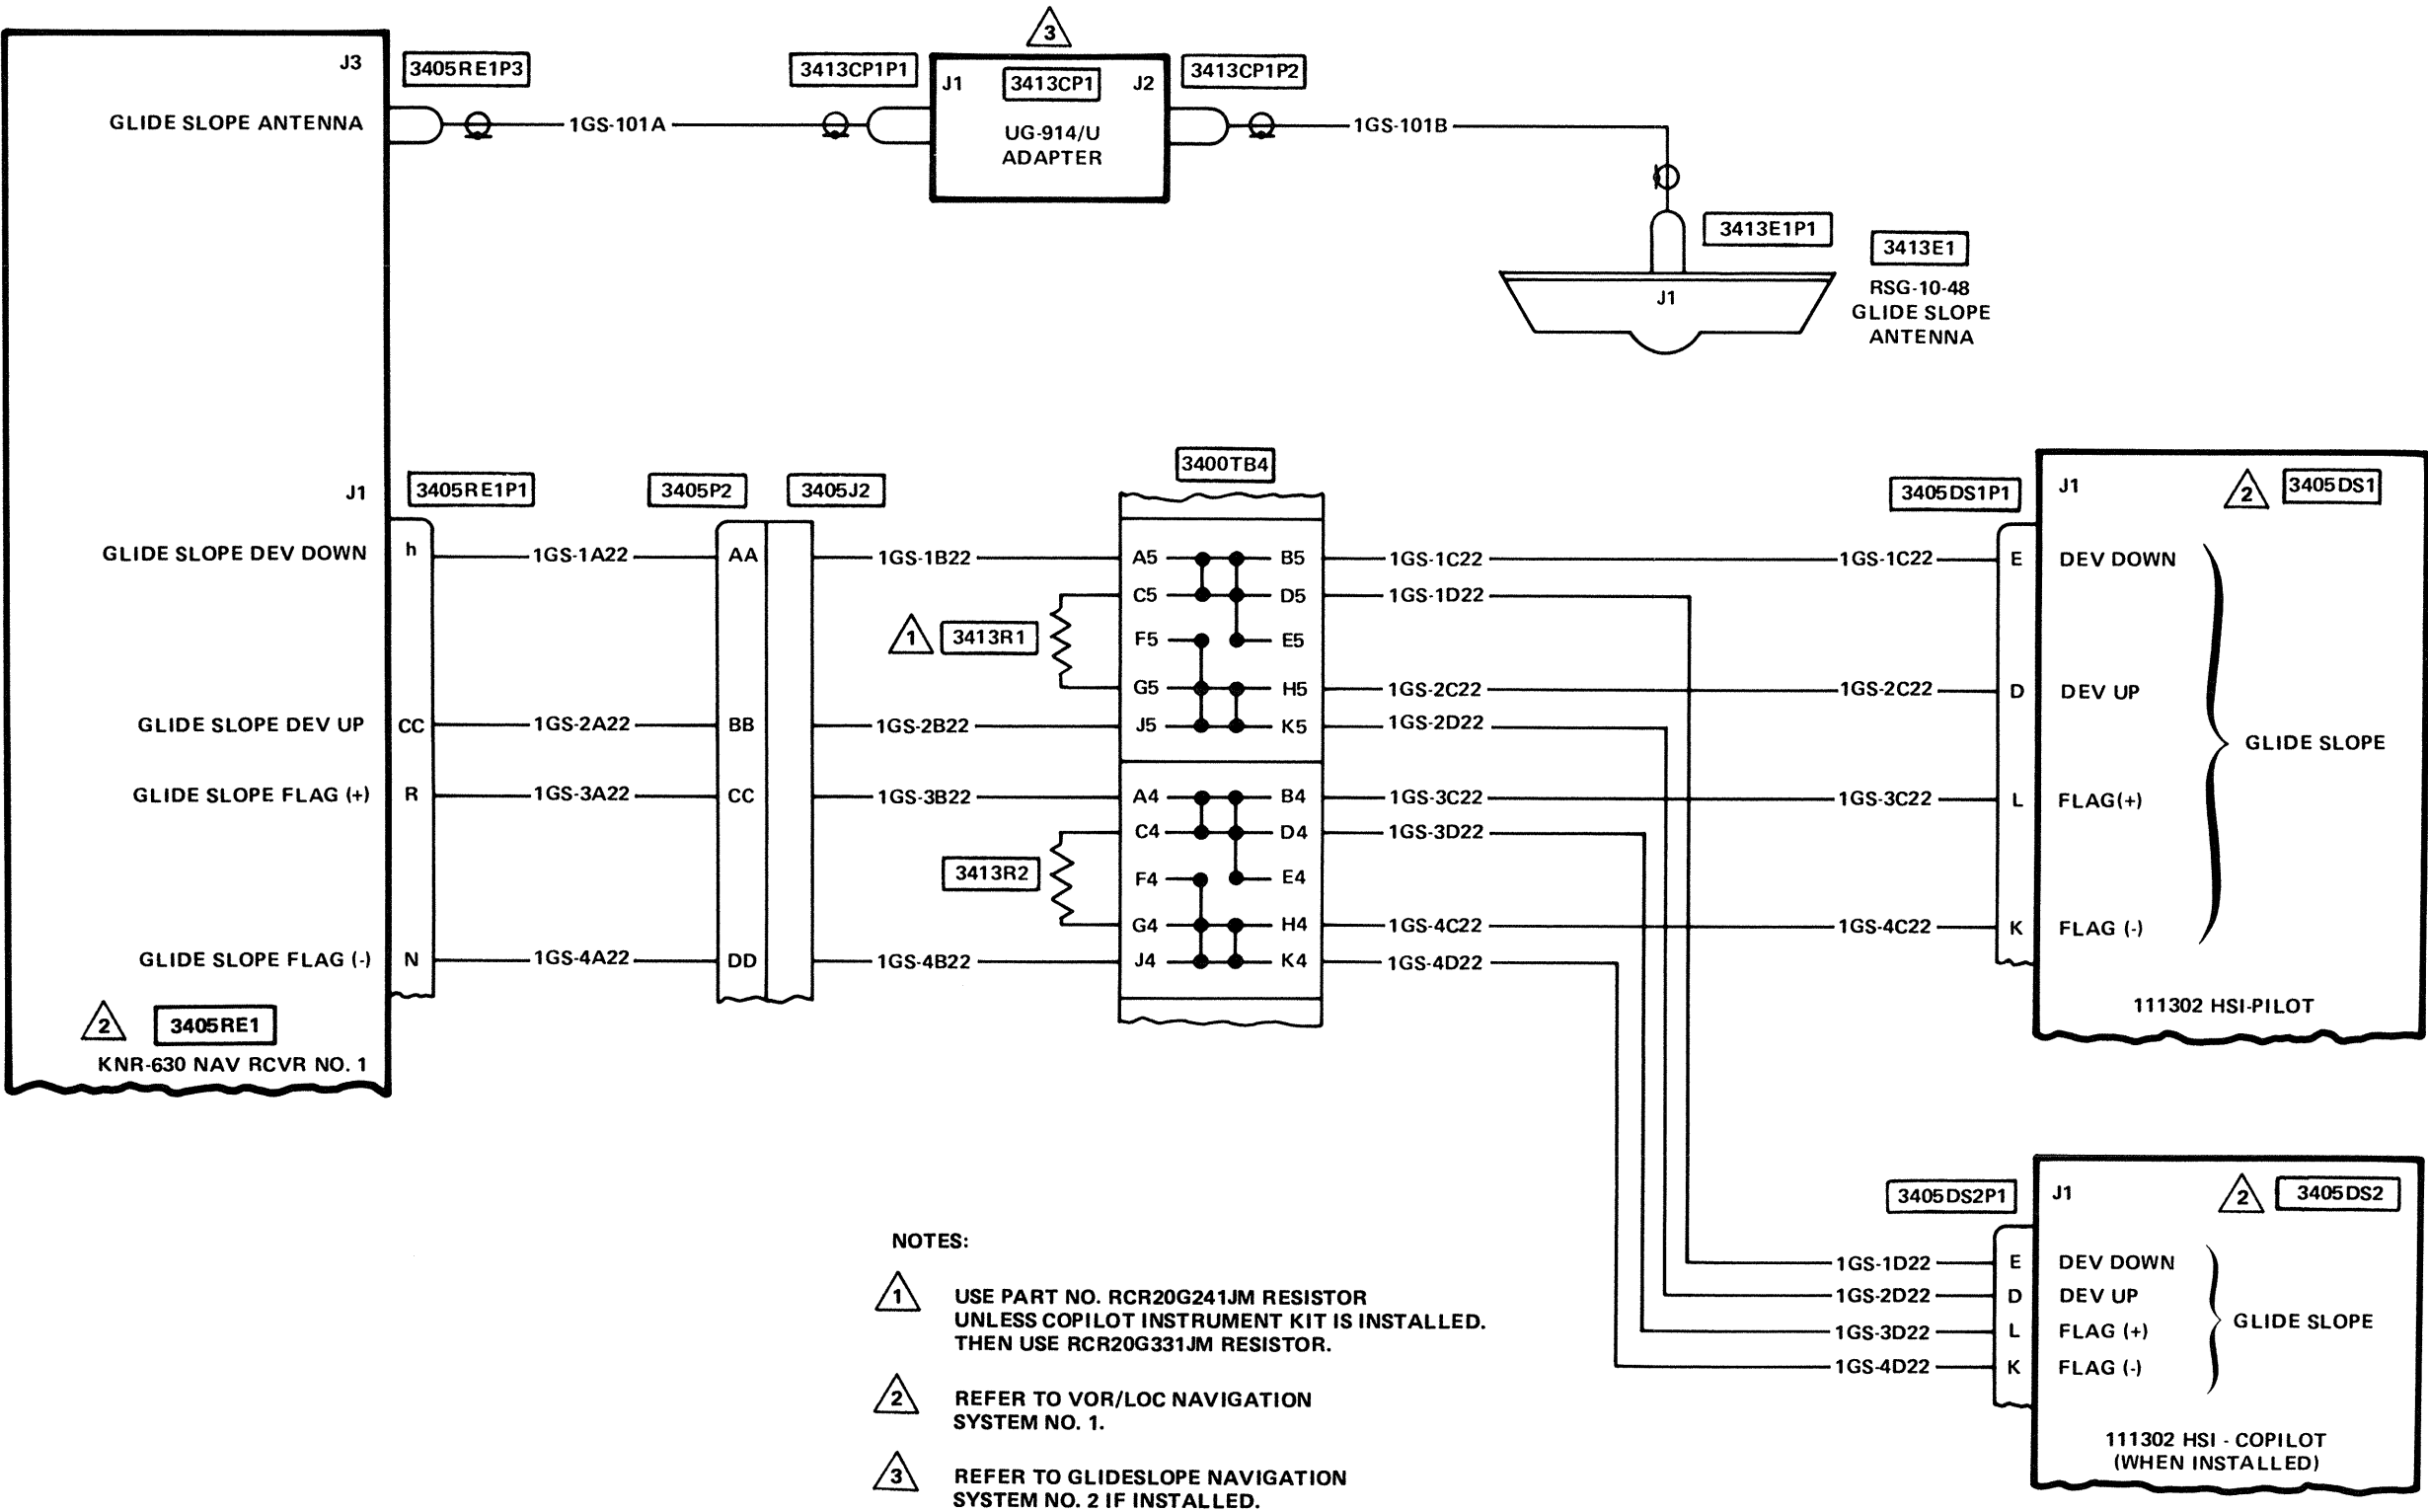 3
J3
3405RE1P3
3413CP1P1
J1
3413CP1
J2
3413CP1P2
GLIDE SLOPE ANTENNA
1GS-101A
UG-914/U
ADAPTER
1GS-101B
3413E1P1
3413E1
J1
RSG-10-48
GLIDE SLOPE
ANTENNA
J1
3405RE1P1
3405P2
3405J2
3400TB4
3405DS1P1
J1
2
3405DS1
GLIDE SLOPE DEV DOWN
h
1GS-1A22
AA
1GS-1B22
A5
B5
1GS-1C22
1GS-1C22
E
DEV DOWN
C5
D5
1GS-1D22
1
3413R1
F5
E5
G5
H5
1GS-2C22
1GS-2C22
D
DEV UP
GLIDE SLOPE DEV UP
CC
1GS-2A22
BB
1GS-2B22
J5
K5
1GS-2D22
GLIDE SLOPE
GLIDE SLOPE FLAG (+)
R
1GS-3A22
CC
1GS-3B22
A4
B4
1GS-3C22
1GS-3C22
L
FLAG(+)
C4
D4
1GS-3D22
3413R2
F4
E4
G4
H4
1GS-4C22
1GS-4C22
K
FLAG (-)
GLIDE SLOPE FLAG (-)
N
1GS-4A22
DD
1GS-4B22
J4
K4
1GS-4D22
2
3405RE1
KNR-630 NAV RCVR NO. 1
111302 HSI-PILOT
3405DS2P1
J1
2
3405DS2
1GS-1D22
E
DEV DOWN
1GS-2D22
D
DEV UP
1GS-3D22
L
FLAG (+)
1GS-4D22
K
FLAG (-)
GLIDE SLOPE
111302 HSI - COPILOT
(WHEN INSTALLED)
NOTES:
1
USE PART NO. RCR20G241JM RESISTOR
UNLESS COPILOT INSTRUMENT KIT IS INSTALLED.
THEN USE RCR20G331JM RESISTOR.
2
REFER TO VOR/LOC NAVIGATION
SYSTEM NO. 1.
3
REFER TO GLIDESLOPE NAVIGATION
SYSTEM NO. 2 IF INSTALLED.